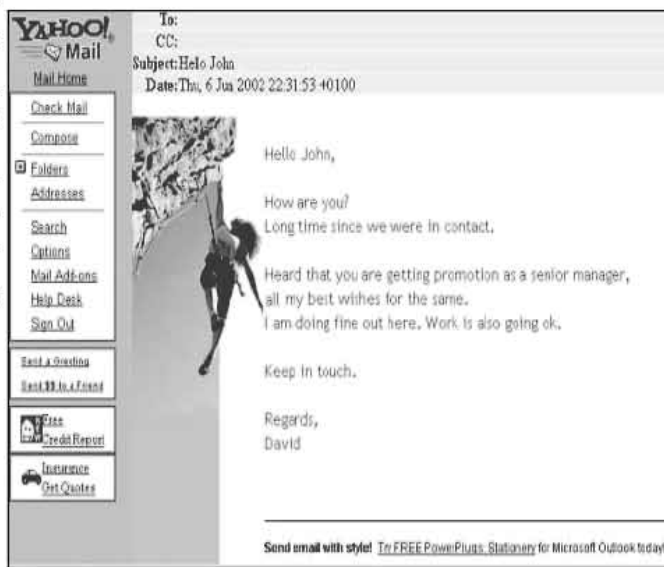 YAHOO!
Mail
Mail Home
Check Mail
Compose
Folders
Addresses
Search
Options
Mail Add-ons
Help Desk
Sign Out
Send a Greeting
Send $$ to a Friend
Free
Credit Report
Insurance
Get Quotes
To:
CC:
Subject: Helo John
Date: Thu, 6 Jun 2002 22:31:53 +0100
Hello John,
How are you?
Long time since we were in contact.
Heard that you are getting promotion as a senior manager,
all my best wishes for the same.
I am doing fine out here. Work is also going ok.
Keep in touch.
Regards,
David
Send email with style! Try FREE PowerPlugs: Stationery for Microsoft Outlook today!